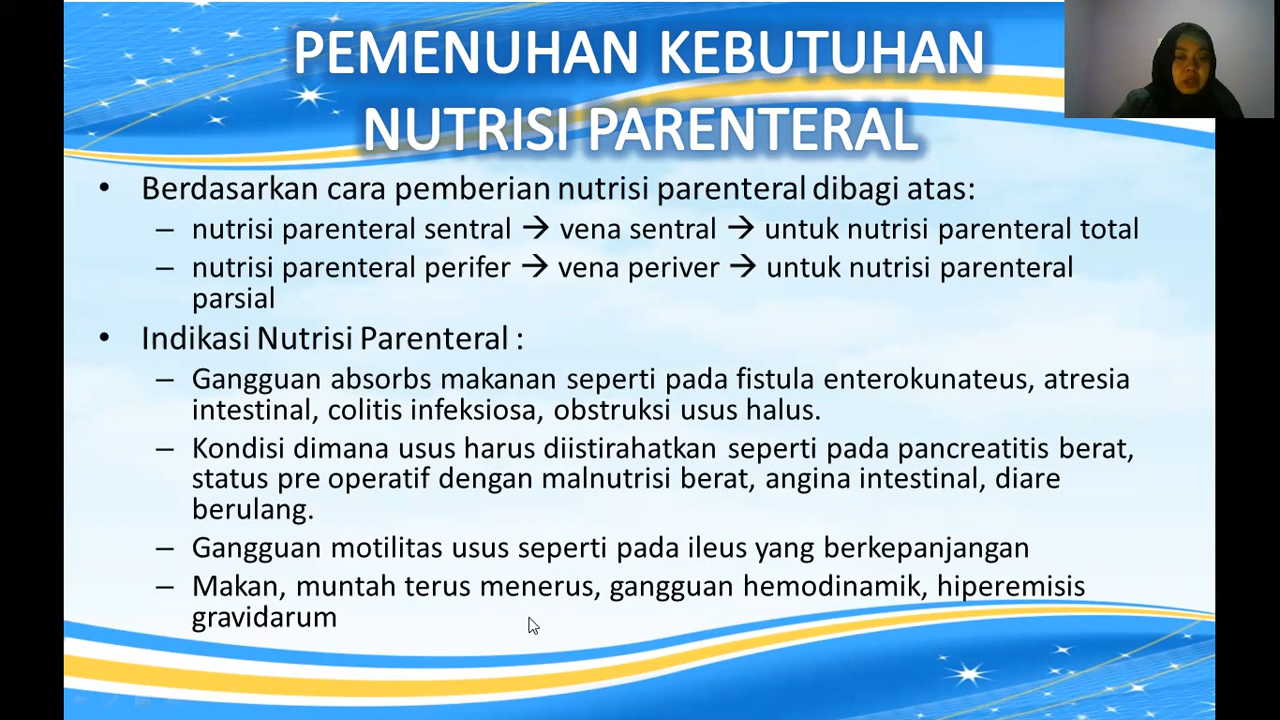 PEMENUHAN KEBUTUHAN
NUTRISI PARENTERAL
• Berdasarkan cara pemberian nutrisi parenteral dibagi atas:
– nutrisi parenteral sentral → vena sentral → untuk nutrisi parenteral total
– nutrisi parenteral perifer → vena periver → untuk nutrisi parenteral
parsial
• Indikasi Nutrisi Parenteral :
– Gangguan absorbs makanan seperti pada fistula enterokunateus, atresia
intestinal, colitis infeksiosa, obstruksi usus halus.
– Kondisi dimana usus harus diistirahatkan seperti pada pancreatitis berat,
status pre operatif dengan malnutrisi berat, angina intestinal, diare
berulang.
– Gangguan motilitas usus seperti pada ileus yang berkepanjangan
– Makan, muntah terus menerus, gangguan hemodinamik, hiperemisis
gravidarum